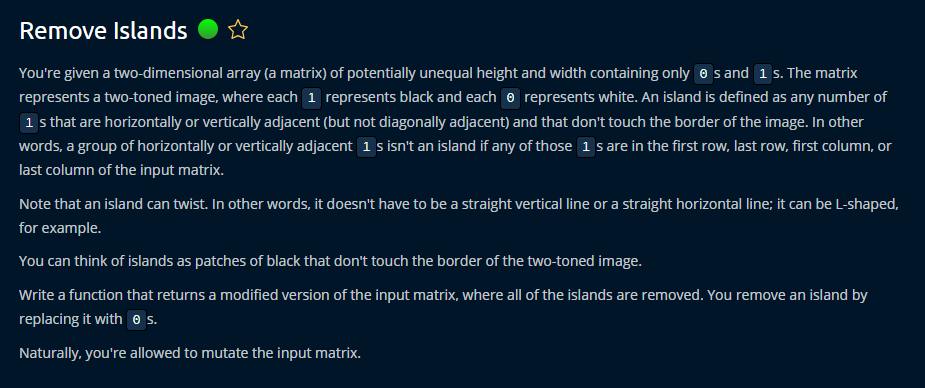 Remove Islands
You're given a two-dimensional array (a matrix) of potentially unequal height and width containing only 0 s and 1 s. The matrix
represents a two-toned image, where each 1 represents black and each 0 represents white. An island is defined as any number of
1 s that are horizontally or vertically adjacent (but not diagonally adjacent) and that don't touch the border of the image. In other
words, a group of horizontally or vertically adjacent 1 s isn't an island if any of those 1 s are in the first row, last row, first column, or
last column of the input matrix.
Note that an island can twist. In other words, it doesn't have to be a straight vertical line or a straight horizontal line; it can be L-shaped,
for example.
You can think of islands as patches of black that don't touch the border of the two-toned image.
Write a function that returns a modified version of the input matrix, where all of the islands are removed. You remove an island by
replacing it with 0 s.
Naturally, you're allowed to mutate the input matrix.